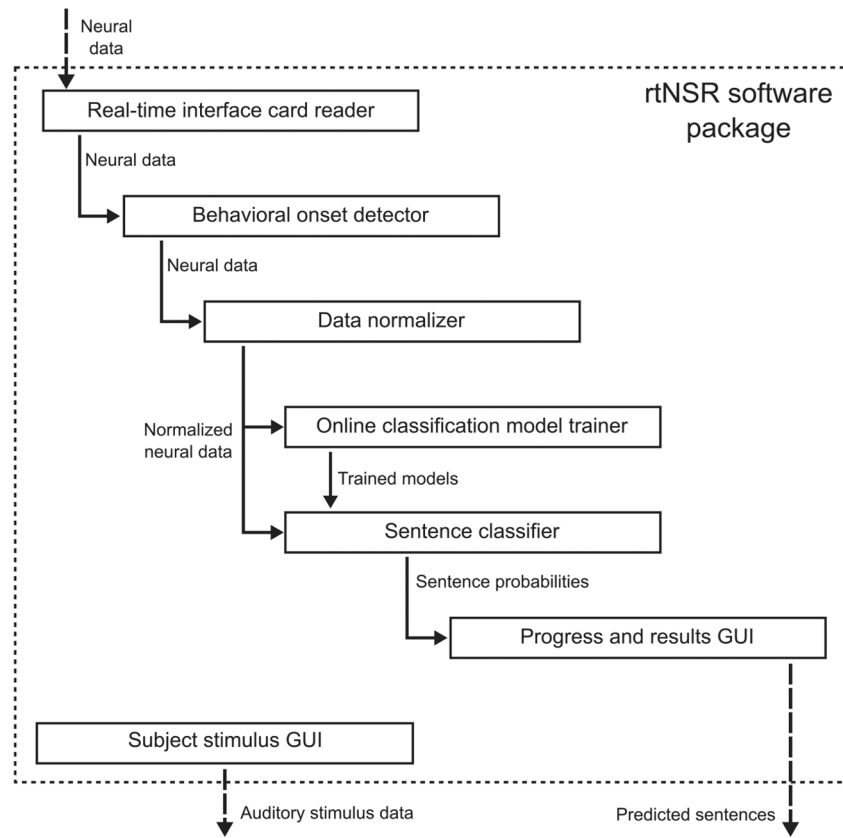 Neural
data
rtNSR software
package
Real-time interface card reader
Neural data
Behavioral onset detector
Neural data
Data normalizer
Normalized
neural data
Online classification model trainer
Trained models
Sentence classifier
Sentence probabilities
Progress and results GUI
Subject stimulus GUI
Auditory stimulus data
Predicted sentences